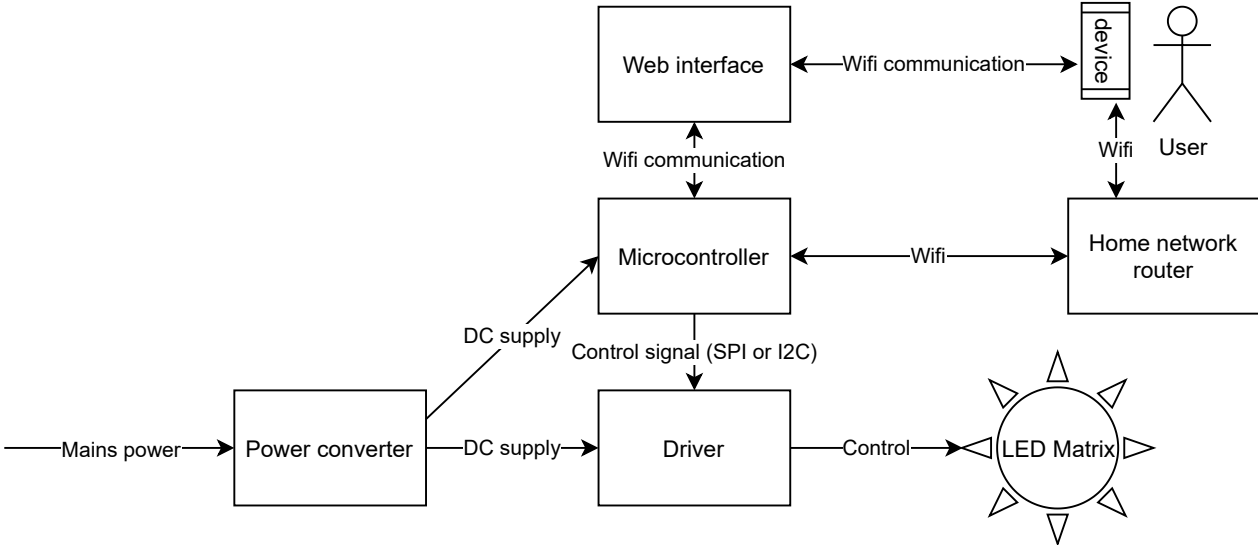 device
Web interface
Wifi communication
Wifi communication
Wifi
User
Microcontroller
Wifi
Home network
router
DC supply
Control signal (SPI or I2C)
Mains power
Power converter
DC supply
Driver
Control
LED Matrix